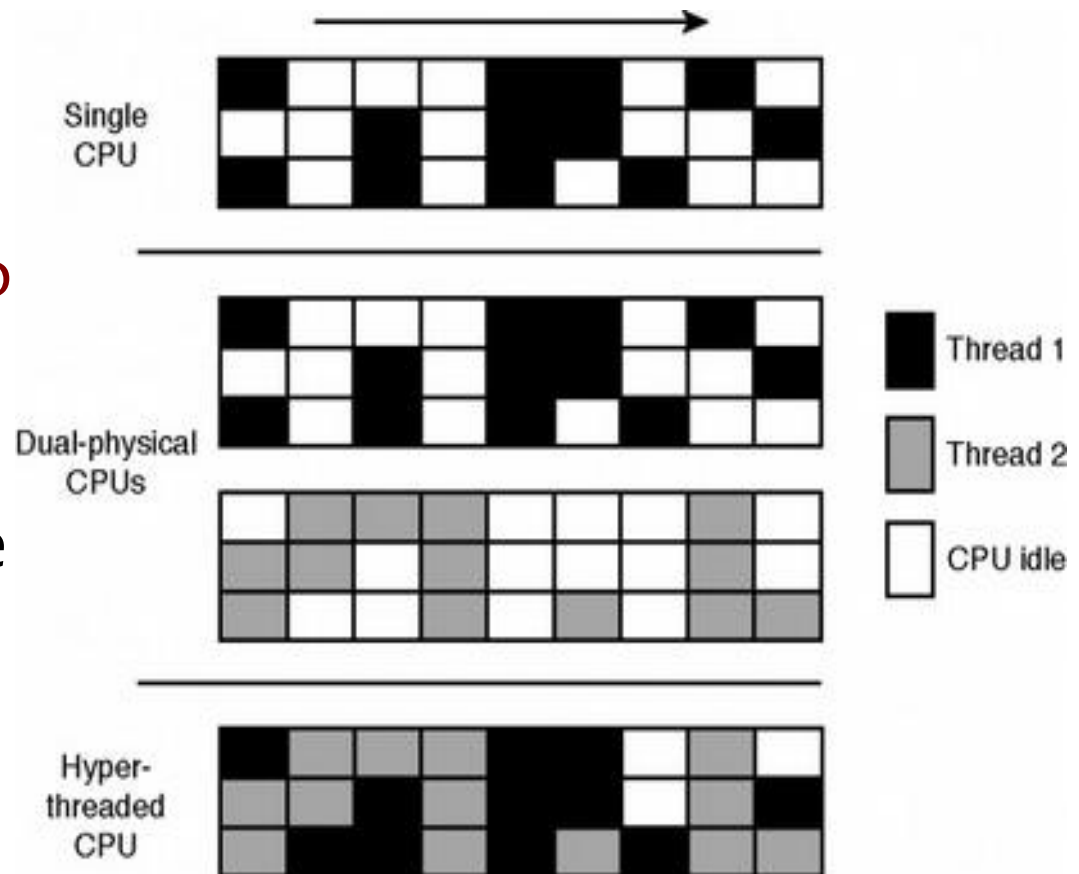 Single
CPU
o
Dual-physical
CPUs
e
Thread 1
Thread 2
CPU idle
Hyper-
threaded
CPU